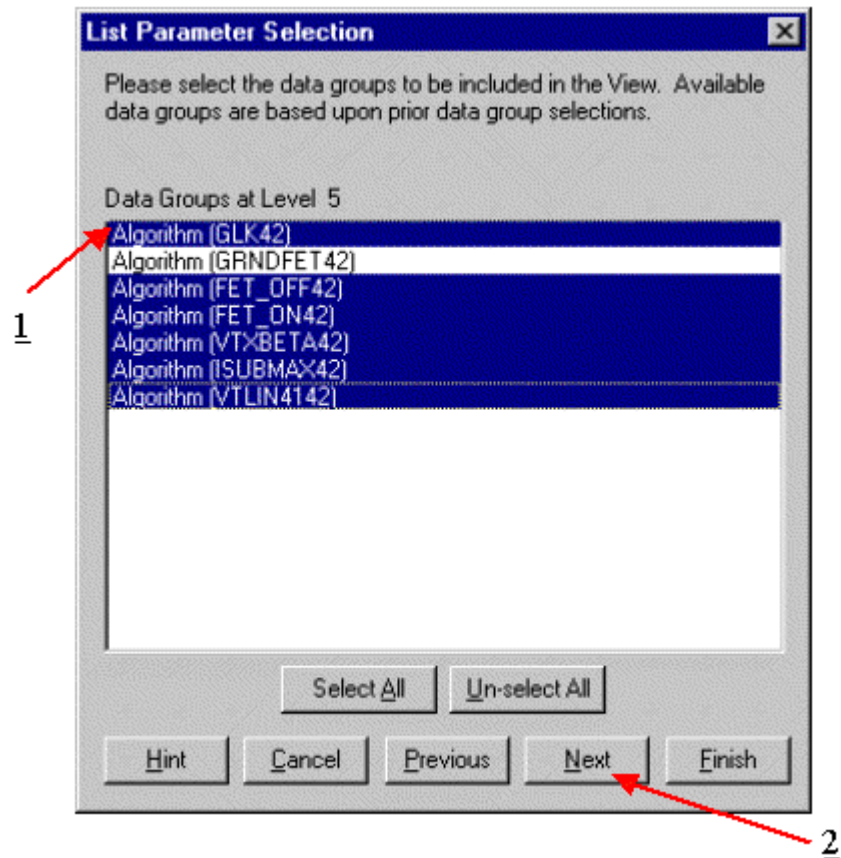 List Parameter Selection
Please select the data groups to be included in the View. Available
data groups are based upon prior data group selections.
Data Groups at Level 5
Algorithm (GLK42)
Algorithm (GRNDFET42)
Algorithm (FET_OFF42)
Algorithm (FET_ON42)
Algorithm (VTXBETA42)
Algorithm (ISUBMAX42)
Algorithm (VTLIN4142)
1
Select All Un-select All
Hint Cancel Previous Next Finish
2